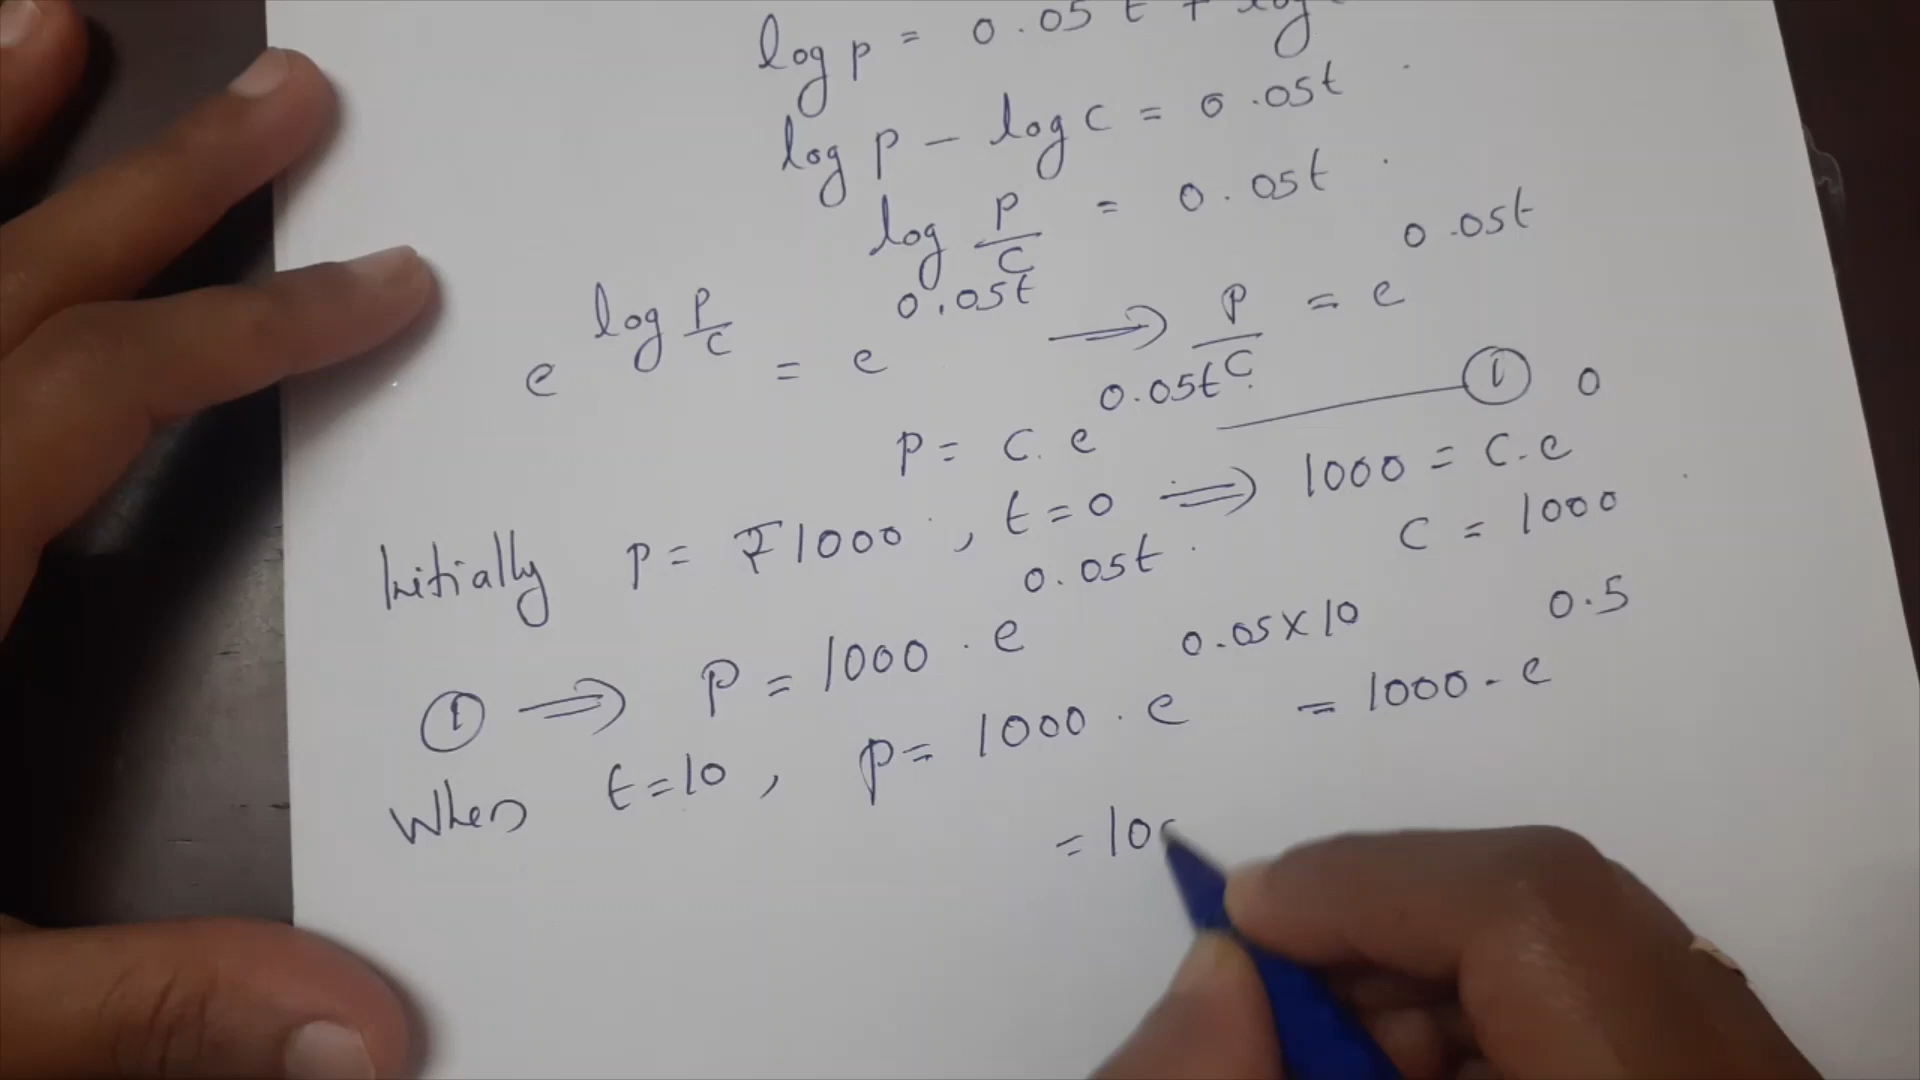 log p = 0.05 t + log
log p - log c = 0.05t
log p/c = 0.05t
e^(log p/c) = e^(0.05t) ⟹ p/c = e^(0.05t)
p = c. e^(0.05t) ——— ①
Initially p = ₹1000, t=0 ⟹ 1000 = c.e^0
c = 1000
① ⟹ p = 1000 . e^(0.05t)
When t=10, p = 1000 . e^(0.05×10) = 1000 - e^(0.5)
= 10